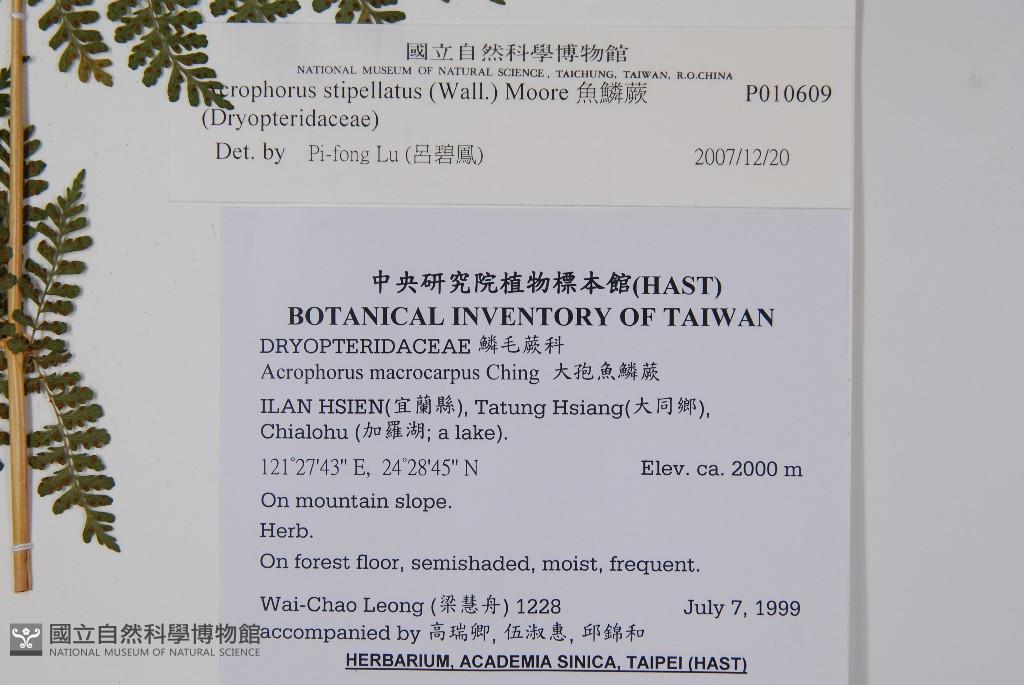 國立自然科學博物館
NATIONAL MUSEUM OF NATURAL SCIENCE, TAICHUNG, TAIWAN, R.O.CHINA
Acrophorus stipellatus (Wall.) Moore 魚鱗蕨 P010609
(Dryopteridaceae)
Det. by Pi-fong Lu (呂碧鳳) 2007/12/20
中央研究院植物標本館(HAST)
BOTANICAL INVENTORY OF TAIWAN
DRYOPTERIDACEAE 鱗毛蕨科
Acrophorus macrocarpus Ching 大孢魚鱗蕨
ILAN HSIEN(宜蘭縣), Tatung Hsiang(大同鄉),
Chialohu (加羅湖; a lake).
121°27'43" E, 24°28'45" N Elev. ca. 2000 m
On mountain slope.
Herb.
On forest floor, semishaded, moist, frequent.
Wai-Chao Leong (梁慧舟) 1228 July 7, 1999
accompanied by 高瑞卿, 伍淑惠, 邱錦和
HERBARIUM, ACADEMIA SINICA, TAIPEI (HAST)
國立自然科學博物館
NATIONAL MUSEUM OF NATURAL SCIENCE